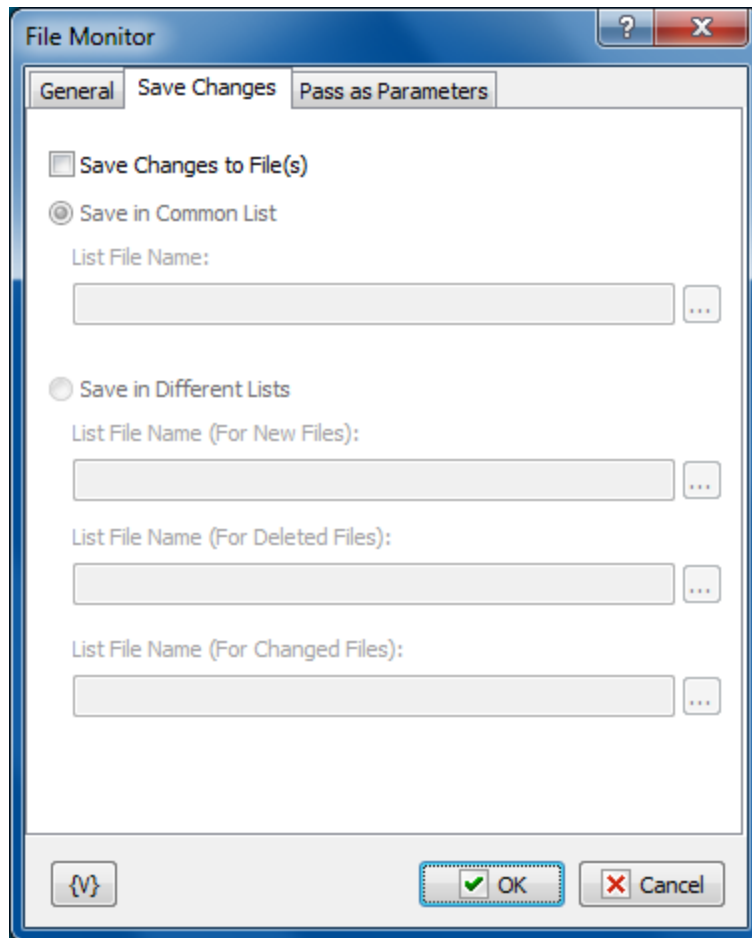 File Monitor
General Save Changes Pass as Parameters
Save Changes to File(s)
Save in Common List
List File Name:
...
Save in Different Lists
List File Name (For New Files):
...
List File Name (For Deleted Files):
...
List File Name (For Changed Files):
...
{V} OK Cancel